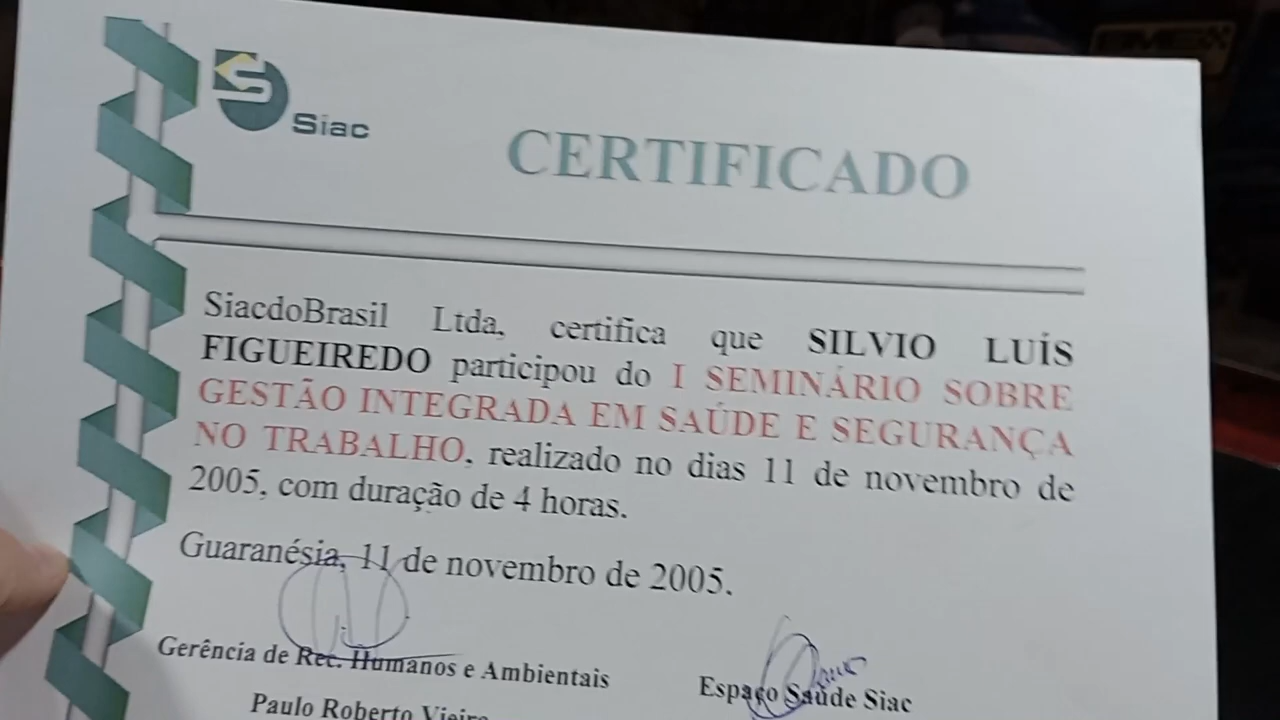 Siac
CERTIFICADO
SiacdoBrasil Ltda, certifica que SILVIO LUÍS
FIGUEIREDO participou do I SEMINÁRIO SOBRE
GESTÃO INTEGRADA EM SAÚDE E SEGURANÇA
NO TRABALHO, realizado no dias 11 de novembro de
2005, com duração de 4 horas.
Guaranésia, 11 de novembro de 2005.
Gerência de Rec. Humanos e Ambientais
Espaço Saúde Siac
Paulo Roberto Vieira